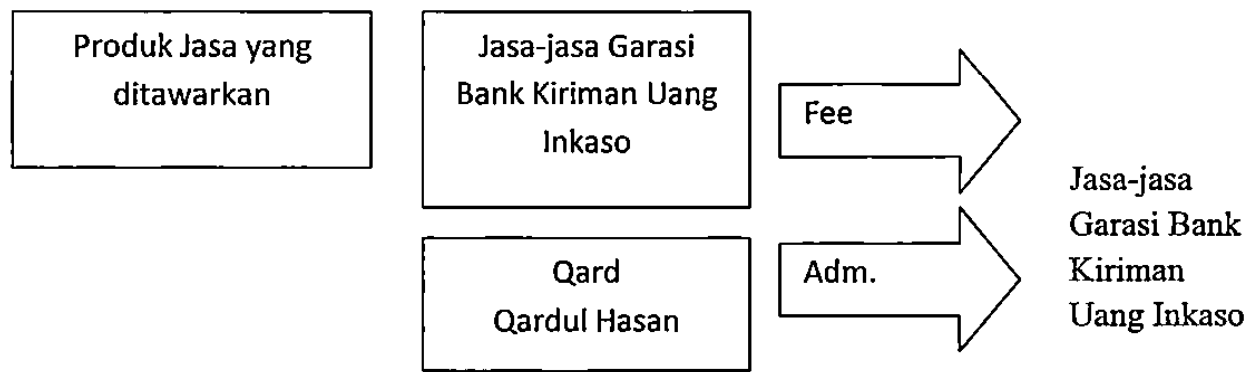 Produk Jasa yang
ditawarkan
Jasa-jasa Garasi
Bank Kiriman Uang
Inkaso
Fee
Qard
Qardul Hasan
Adm.
Jasa-jasa
Garasi Bank
Kiriman
Uang Inkaso